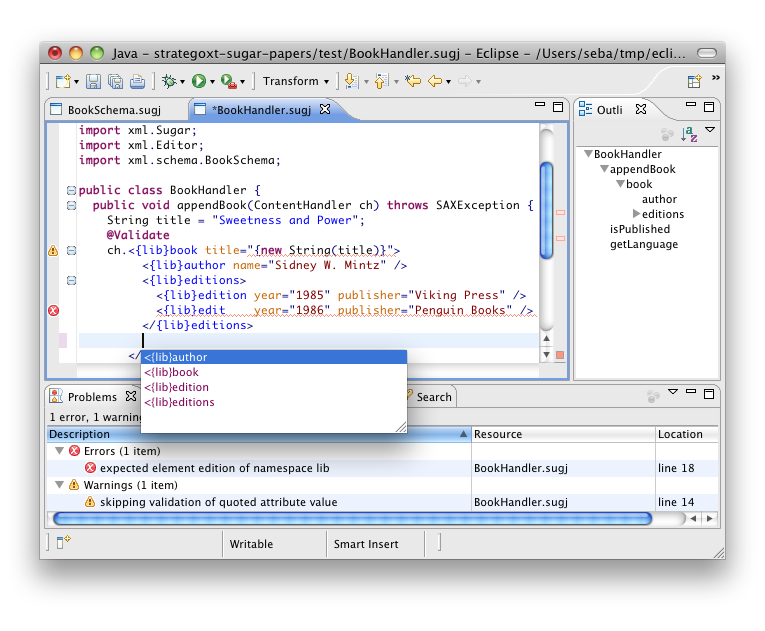 Java – strategoxt-sugar-papers/test/BookHandler.sugj – Eclipse – /Users/seba/tmp/ecli...
Transform
BookSchema.sugj
*BookHandler.sugj
Outli
import xml.Sugar;
import xml.Editor;
import xml.schema.BookSchema;
public class BookHandler {
public void appendBook(ContentHandler ch) throws SAXException {
String title = "Sweetness and Power";
@Validate
ch.<{lib}book title="{new String(title)}">
<{lib}author name="Sidney W. Mintz" />
<{lib}editions>
<{lib}edition year="1985" publisher="Viking Press" />
<{lib}edit    year="1986" publisher="Penguin Books" />
</{lib}editions>
</
<{lib}author
<{lib}book
<{lib}edition
<{lib}editions
BookHandler
appendBook
book
author
editions
isPublished
getLanguage
Problems
Search
1 error, 1 warnin
Description
Resource
Location
Errors (1 item)
expected element edition of namespace lib
BookHandler.sugj
line 18
Warnings (1 item)
skipping validation of quoted attribute value
BookHandler.sugj
line 14
Writable
Smart Insert